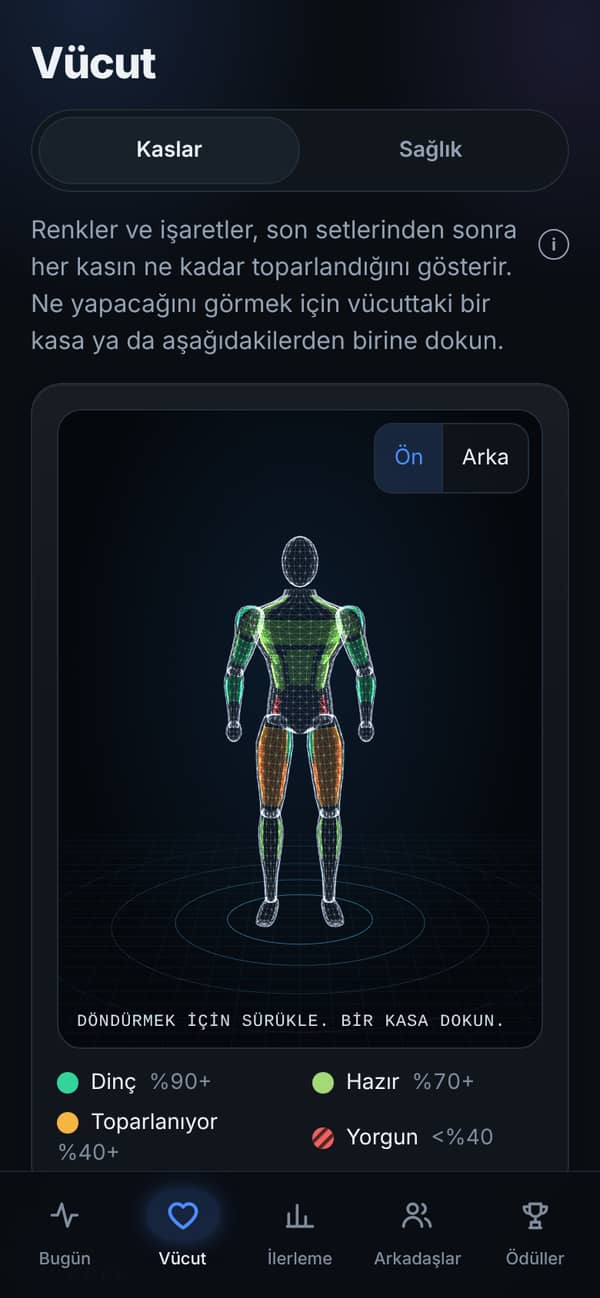 Vücut
Kaslar
Sağlık
Renkler ve işaretler, son setlerinden sonra
her kasın ne kadar toparlandığını gösterir.
Ne yapacağını görmek için vücuttaki bir
kasa ya da aşağıdakilerden birine dokun.
Ön
Arka
DÖNDÜRMEK İÇİN SÜRÜKLE. BİR KASA DOKUN.
Dinç %90+
Hazır %70+
Toparlanıyor
%40+
Yorgun <%40
Bugün
Vücut
İlerleme
Arkadaşlar
Ödüller